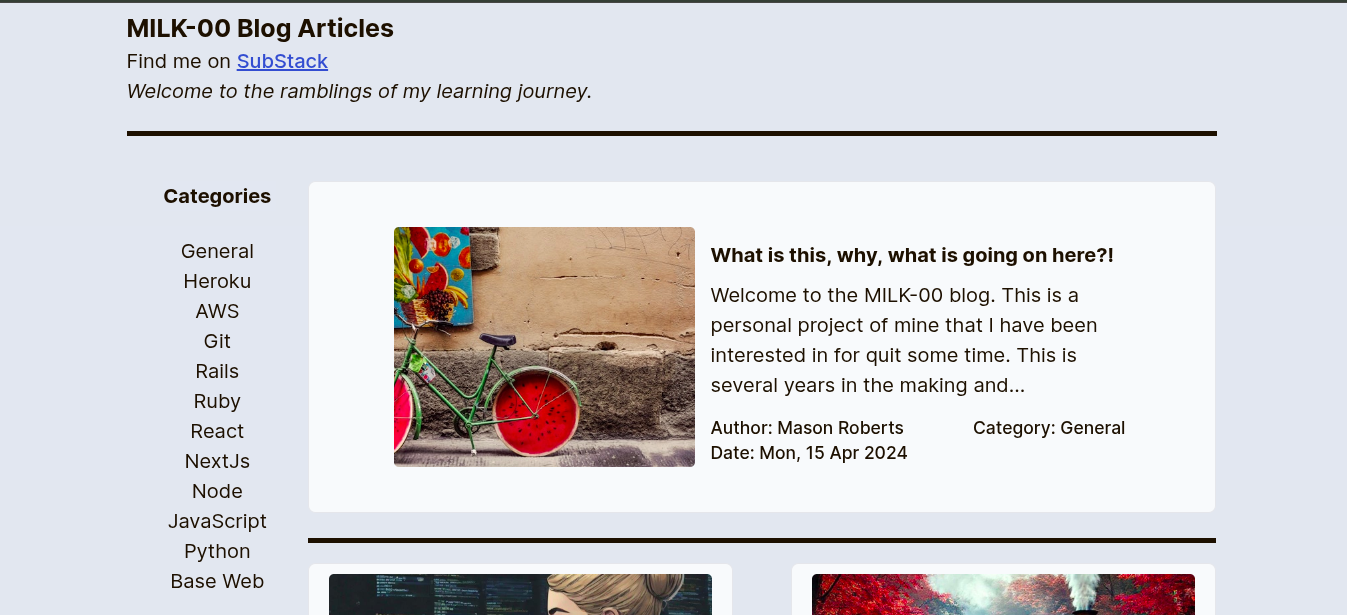 MILK-00 Blog Articles
Find me on SubStack
Welcome to the ramblings of my learning journey.
Categories
General
Heroku
AWS
Git
Rails
Ruby
React
NextJs
Node
JavaScript
Python
Base Web
What is this, why, what is going on here?!
Welcome to the MILK-00 blog. This is a
personal project of mine that I have been
interested in for quit some time. This is
several years in the making and...
Author: Mason Roberts
Category: General
Date: Mon, 15 Apr 2024